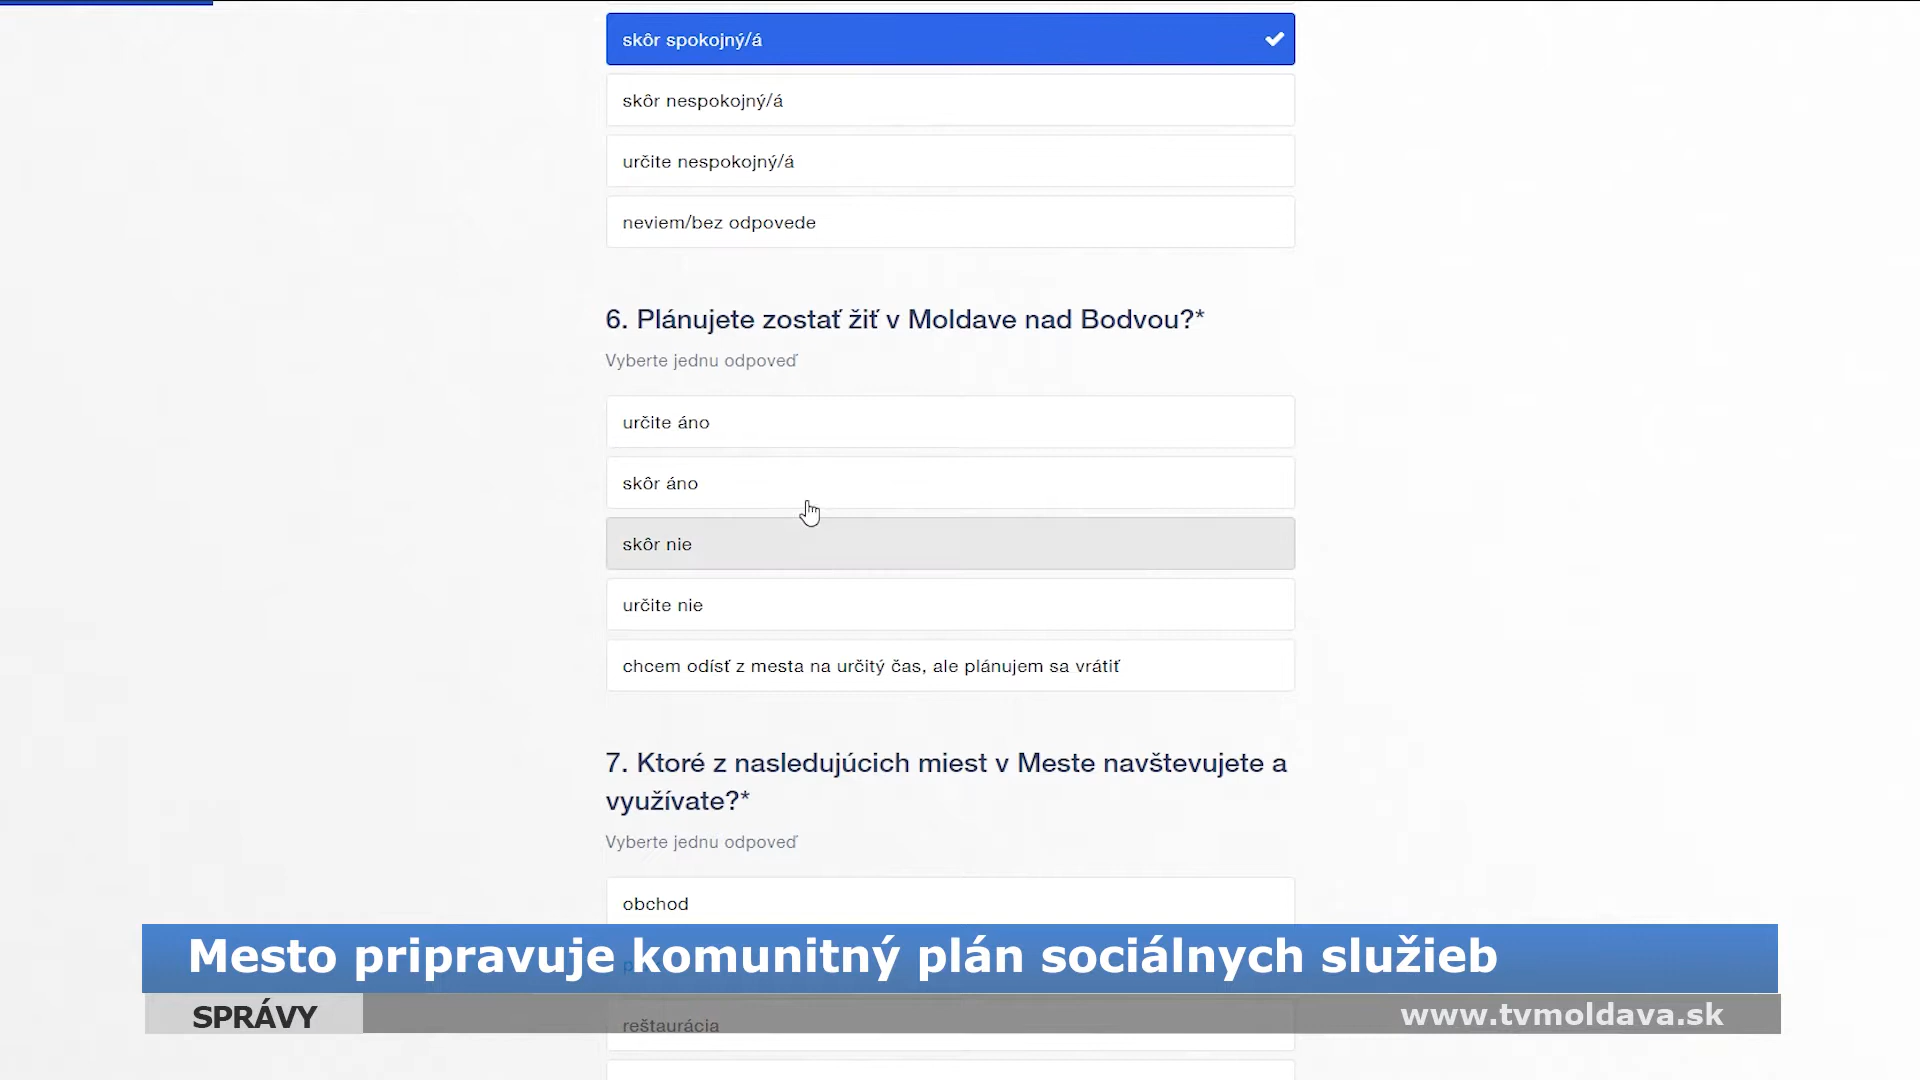 skôr spokojný/á
skôr nespokojný/á
určite nespokojný/á
neviem/bez odpovede
6. Plánujete zostať žiť v Moldave nad Bodvou?*
Vyberte jednu odpoveď
určite áno
skôr áno
skôr nie
určite nie
chcem odísť z mesta na určitý čas, ale plánujem sa vrátiť
7. Ktoré z nasledujúcich miest v Meste navštevujete a
využívate?*
Vyberte jednu odpoveď
obchod
Mesto pripravuje komunitný plán sociálnych služieb
SPRÁVY
www.tvmoldava.sk
reštaurácia